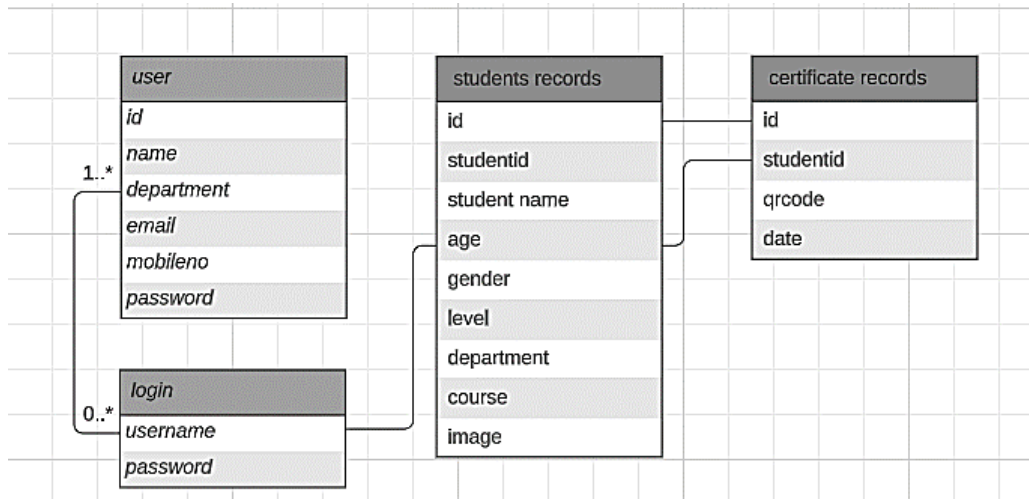 user
id
name
1..*
department
email
mobileno
password
login
0..*
username
password
students records
id
studentid
student name
age
gender
level
department
course
image
certificate records
id
studentid
qrcode
date